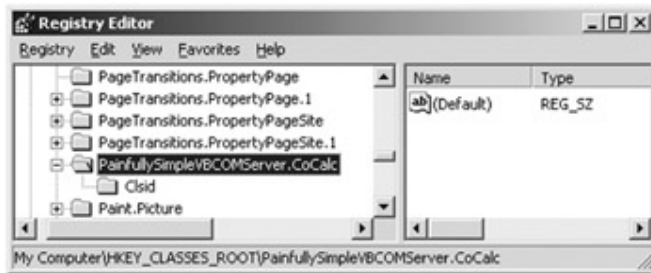 Registry Editor
Registry Edit View Favorites Help
PageTransitions.PropertyPage
PageTransitions.PropertyPage.1
PageTransitions.PropertyPageSite
PageTransitions.PropertyPageSite.1
PainfullySimpleVBCOMServer.CoCalc
Clsid
Paint.Picture
Name Type
ab (Default) REG_SZ
My Computer\HKEY_CLASSES_ROOT\PainfullySimpleVBCOMServer.CoCalc